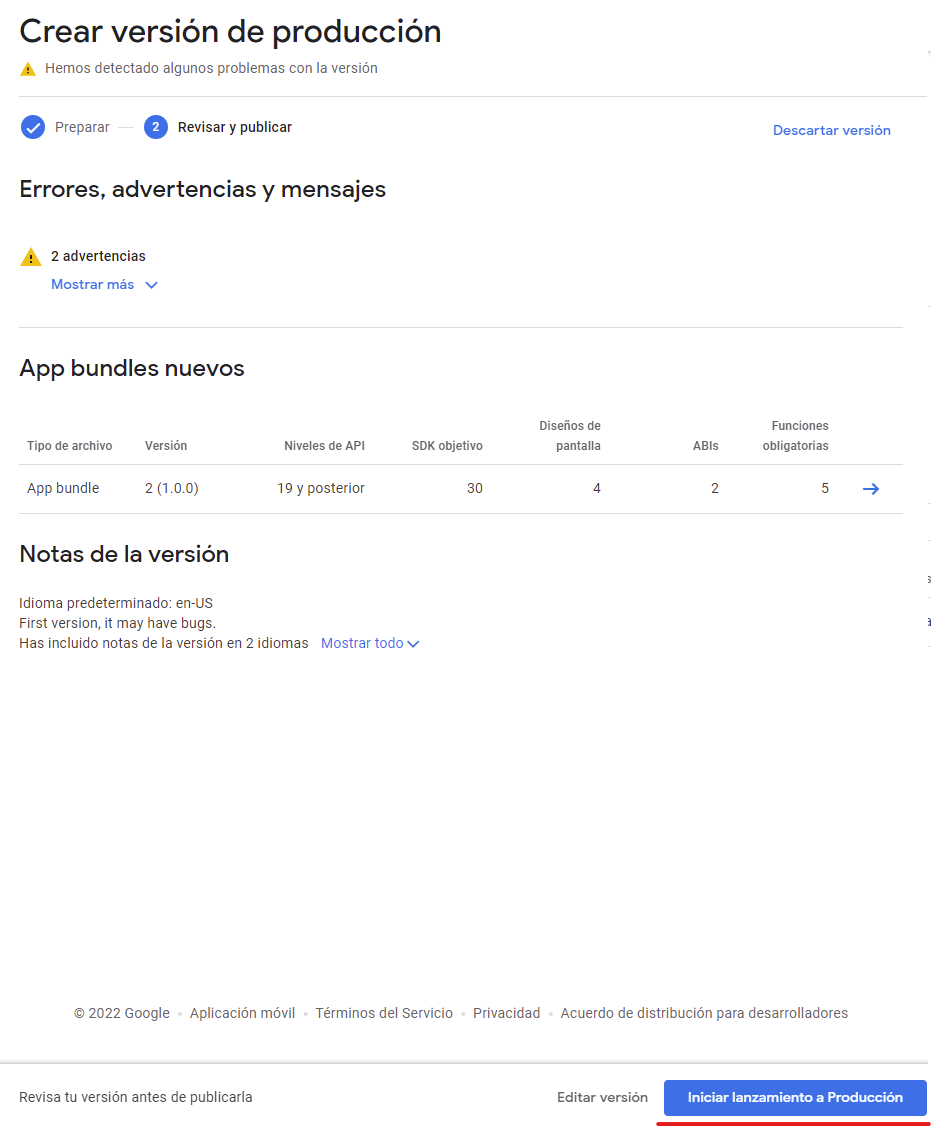 Crear versión de producción
Hemos detectado algunos problemas con la versión
Preparar
2 Revisar y publicar
Descartar versión
Errores, advertencias y mensajes
2 advertencias
Mostrar más
App bundles nuevos
Tipo de archivo Versión Niveles de API SDK objetivo Diseños de pantalla ABIs Funciones obligatorias
App bundle 2 (1.0.0) 19 y posterior 30 4 2 5
Notas de la versión
Idioma predeterminado: en-US
First version, it may have bugs.
Has incluido notas de la versión en 2 idiomas Mostrar todo
© 2022 Google • Aplicación móvil • Términos del Servicio • Privacidad • Acuerdo de distribución para desarrolladores
Revisa tu versión antes de publicarla
Editar versión
Iniciar lanzamiento a Producción